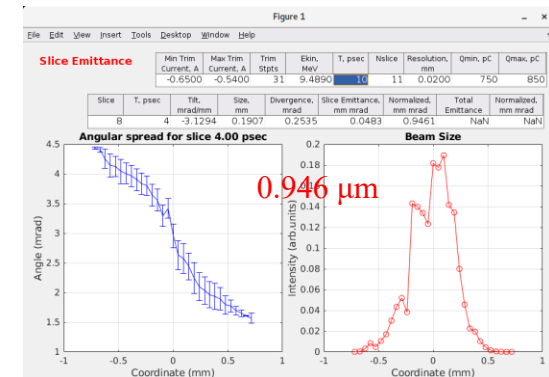 Figure 1
File Edit View Insert Tools Desktop Window Help
Slice Emittance
Min Trim Current, A Max Trim Current, A Trim Stpts Ekin, MeV T, psec Nslice Resolution, mm Qmin, pC Qmax, pC
-0.6500 -0.5400 31 9.4890 10 11 0.0200 750 850
Slice T, psec Tilt, mrad/mm Size, mm Divergence, mrad Slice Emittance, mm mrad Normalized, mm mrad Total Emittance Normalized, mm mrad
8 4 -3.1294 0.1907 0.2535 0.0483 0.9461 NaN NaN
Angular spread for slice 4.00 psec
4.5
4
3.5
3
2.5
2
1.5
1
Angle (mrad)
-1 -0.5 0 0.5 1
Coordinate (mm)
0.946 μm
Beam Size
0.2
0.18
0.16
0.14
0.12
0.1
0.08
0.06
0.04
0.02
0
Intensity (arb.units)
-1 -0.5 0 0.5 1
Coordinate (mm)